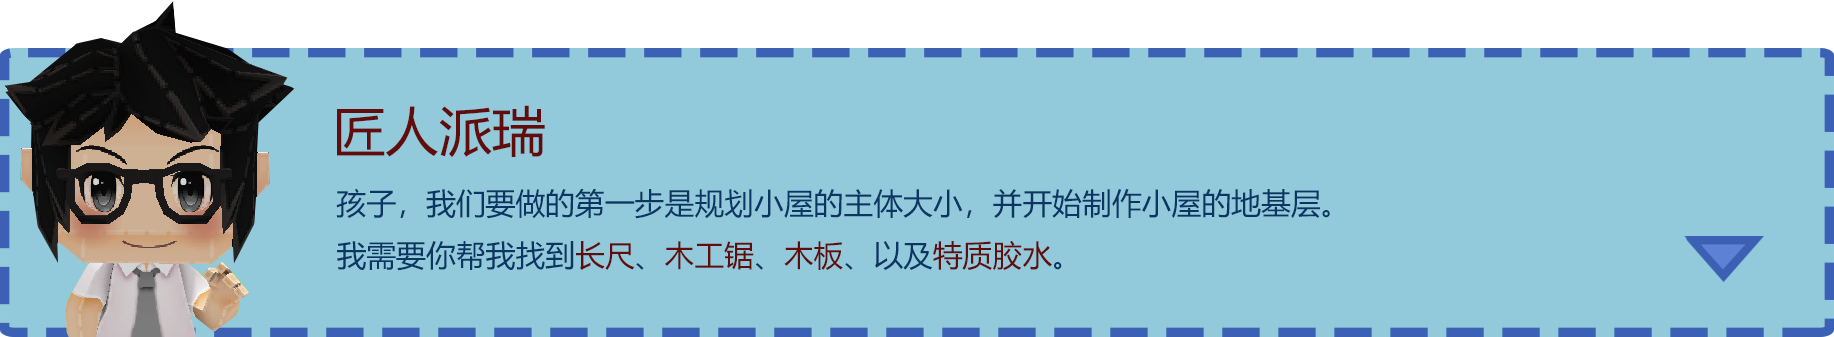 匠人派瑞
孩子，我们要做的第一步是规划小屋的主体大小，并开始制作小屋的地基层。
我需要你帮我找到长尺、木工锯、木板、以及特质胶水。